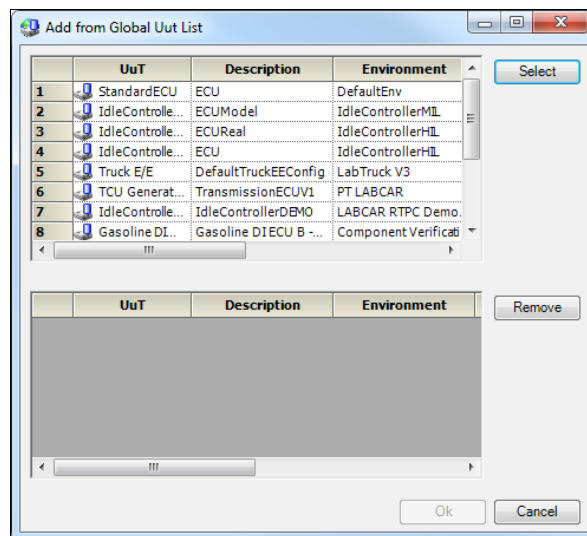 Add from Global Uut List
UuT Description Environment
Select
1 StandardECU ECU DefaultEnv
2 IdleControlle... ECUModel IdleControllerMIL
3 IdleControlle... ECUReal IdleControllerHIL
4 IdleControlle... ECU IdleControllerHIL
5 Truck E/E DefaultTruckEEConfig LabTruck V3
6 TCU Generat... TransmissionECUV1 PT LABCAR
7 IdleControlle... IdleControllerDEMO LABCAR RTPC Demo.
8 Gasoline DI... Gasoline DI ECU B -... Component Verificati
UuT Description Environment
Remove
Ok Cancel